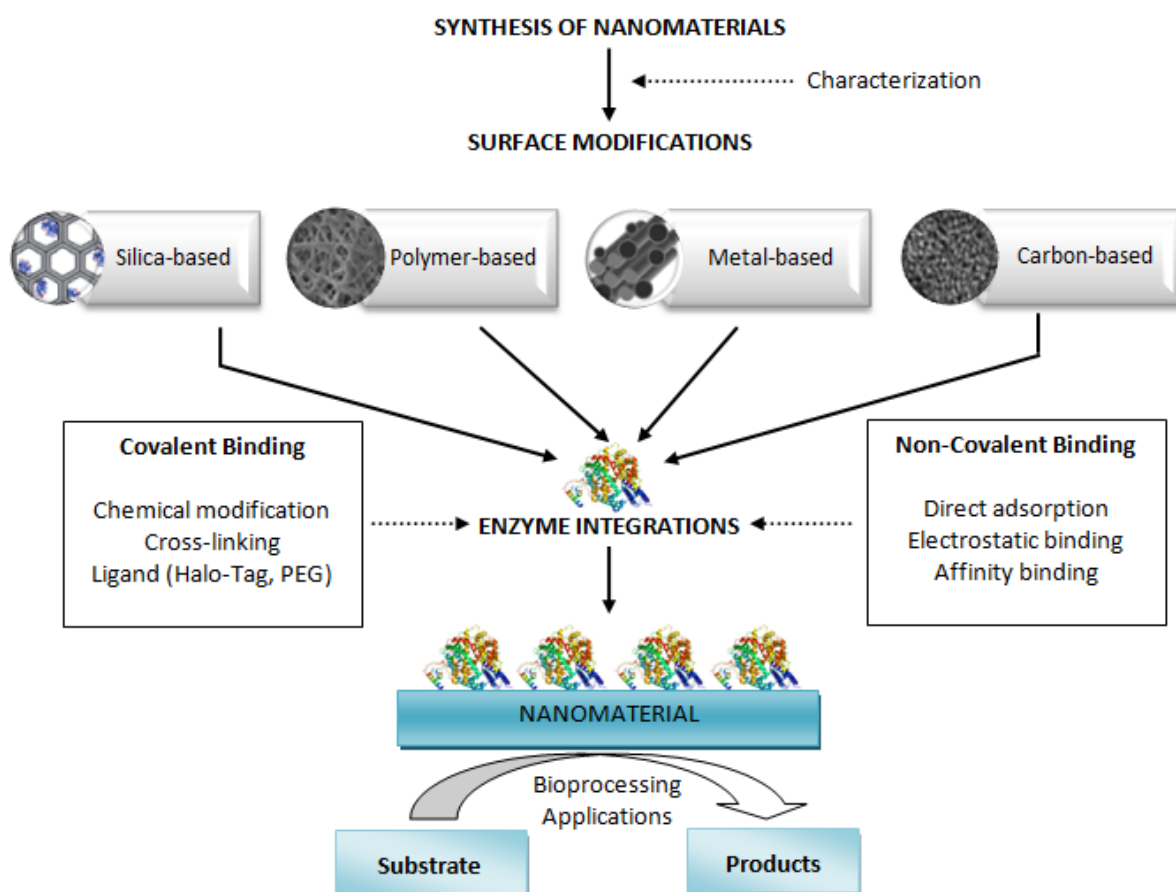 SYNTHESIS OF NANOMATERIALS
Characterization
SURFACE MODIFICATIONS
Silica-based
Polymer-based
Metal-based
Carbon-based
Covalent Binding
Chemical modification
Cross-linking
Ligand (Halo-Tag, PEG)
Non-Covalent Binding
Direct adsorption
Electrostatic binding
Affinity binding
ENZYME INTEGRATIONS
NANOMATERIAL
Bioprocessing
Applications
Substrate
Products